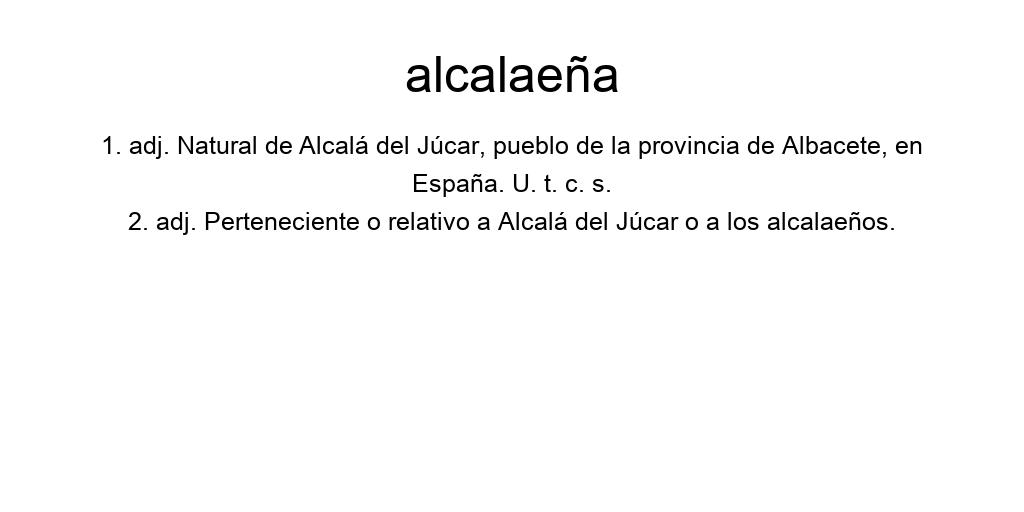 alcalaeña
1. adj. Natural de Alcalá del Júcar, pueblo de la provincia de Albacete, en
España. U. t. c. s.
2. adj. Perteneciente o relativo a Alcalá del Júcar o a los alcalaeños.